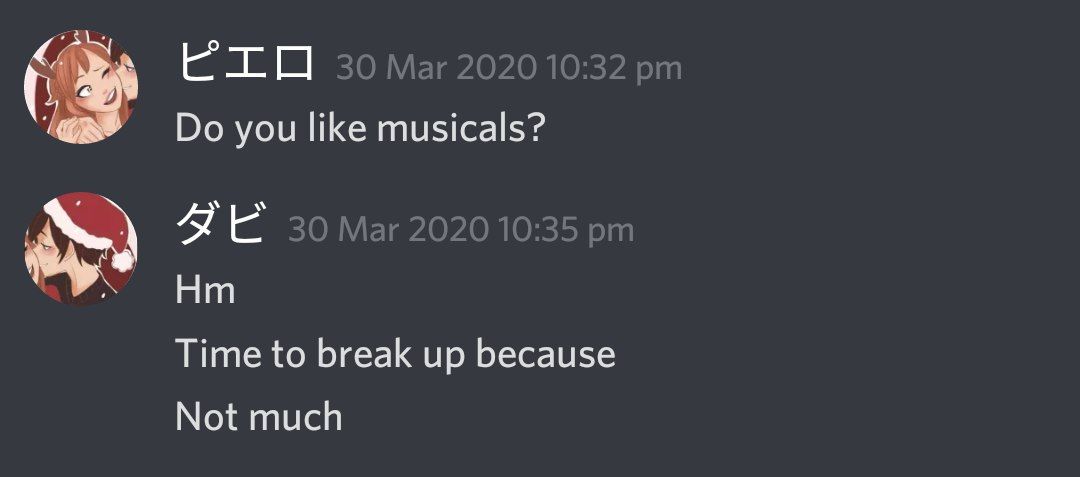 ピエロ 30 Mar 2020 10:32 pm
Do you like musicals?
ダビ 30 Mar 2020 10:35 pm
Hm
Time to break up because
Not much